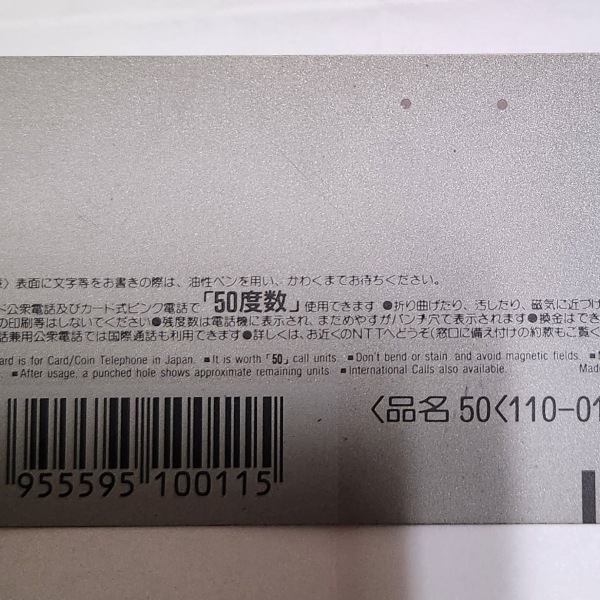 〉表面に文字等をお書きの際は、油性ペンを用い、かわくまでお待ちください。
ド公衆電話及びカード式ピンク電話で「50度数」使用できます ●折り曲げたり、汚したり、磁気に近づけ
の印刷等はしないでください ●残度数は電話機に表示され、まためやすがパンチ穴で表示されます ●換金はでき
話兼用公衆電話では国際通話も利用できます ●詳しくは、お近くのNTTへどうぞ(窓口に備え付けの約款もご覧く
ard is for Card/Coin Telephone in Japan. ■ It is worth「50」call units. ■ Don't bend or stain and avoid magnetic fields.
■ After usage, a punched hole shows approximate remaining units. ■ International Calls also available. Made
〈品名 50〈110-01
955595 100115